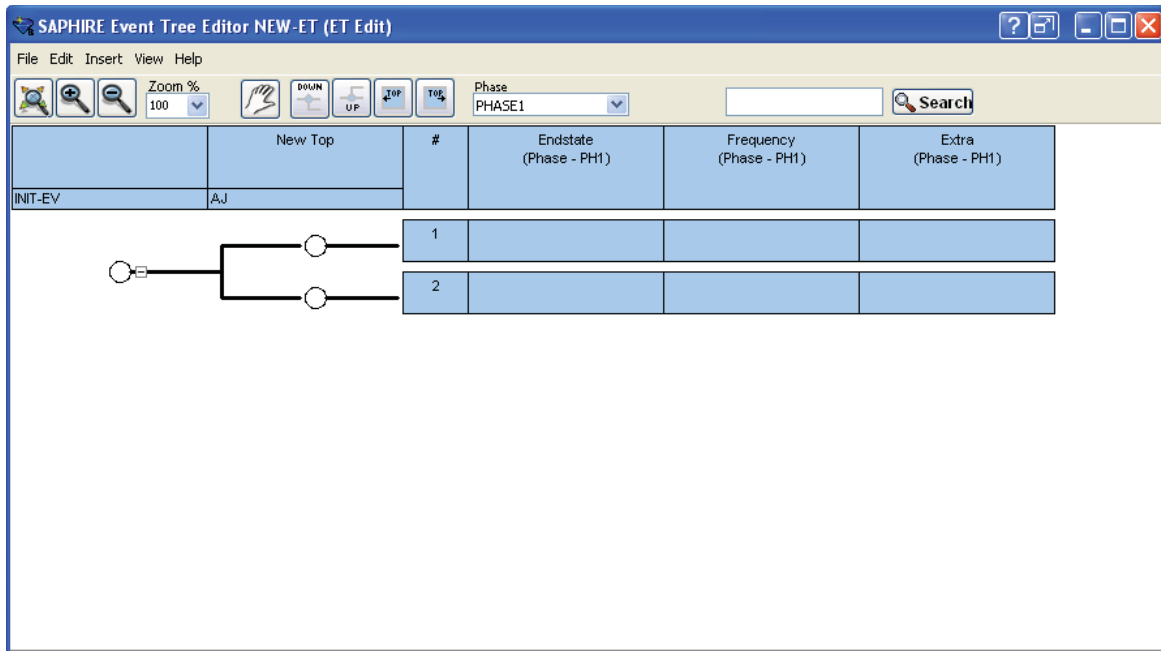 SAPHIRE Event Tree Editor NEW-ET (ET Edit)
File Edit Insert View Help
Zoom %
100
DOWN
UP
TOP
TOP
Phase
PHASE1
Search
New Top
#
Endstate
(Phase - PH1)
Frequency
(Phase - PH1)
Extra
(Phase - PH1)
INIT-EV
AJ
1
2